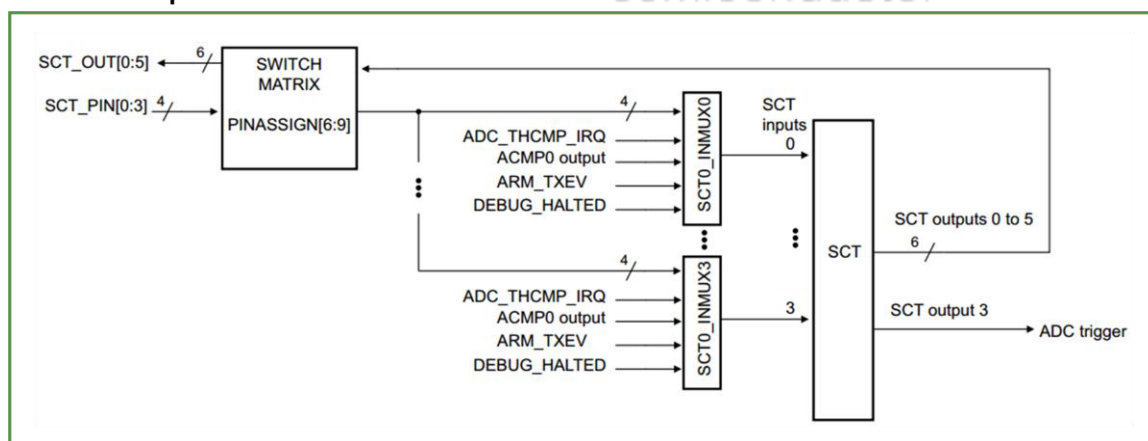 SCT_OUT[0:5]
6
SWITCH
MATRIX
SCT_PIN[0:3]
4
PINASSIGN[6:9]
4
ADC_THCMP_IRQ
ACMP0 output
ARM_TXEV
DEBUG_HALTED
SCT0_INMUX0
SCT
inputs
0
4
ADC_THCMP_IRQ
ACMP0 output
ARM_TXEV
DEBUG_HALTED
SCT0_INMUX3
3
SCT
SCT outputs 0 to 5
6
SCT output 3
ADC trigger